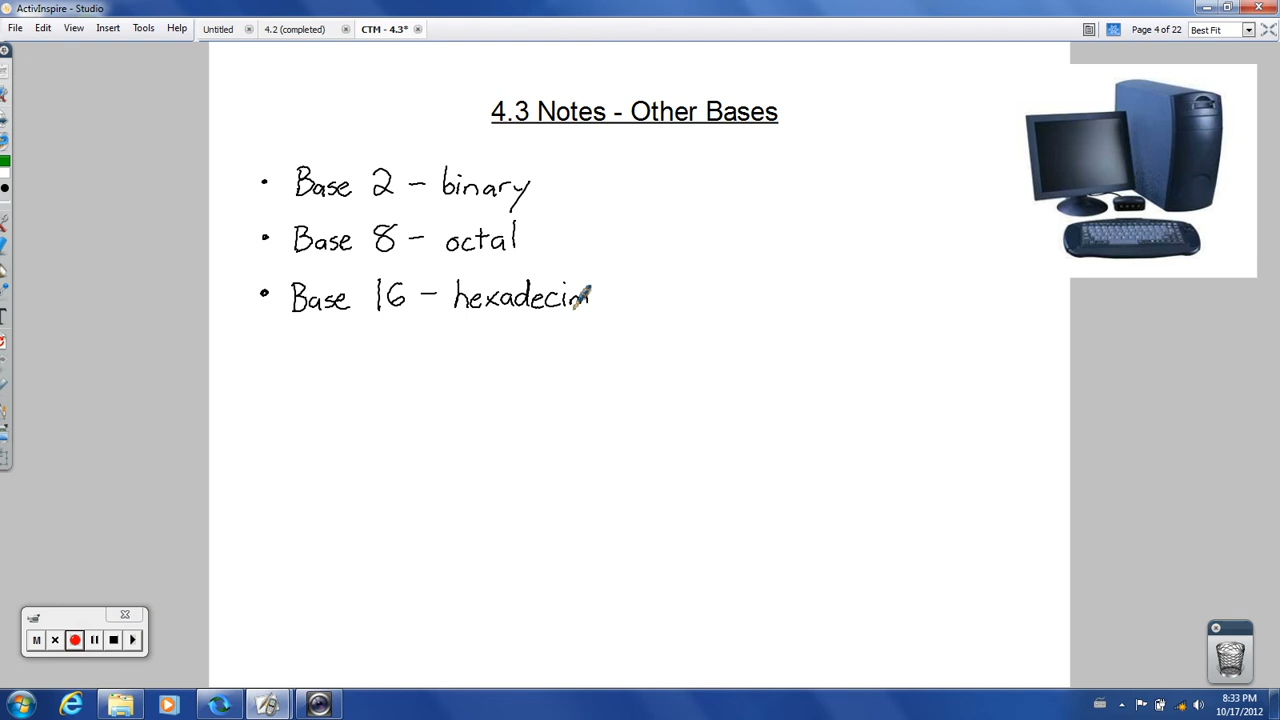 ActivInspire - Studio
File Edit View Insert Tools Help Untitled 4.2 (completed) CTM - 4.3* Page 4 of 22 Best Fit
4.3 Notes - Other Bases
• Base 2 - binary
• Base 8 - octal
• Base 16 - hexadecim
M
8:33 PM
10/17/2012